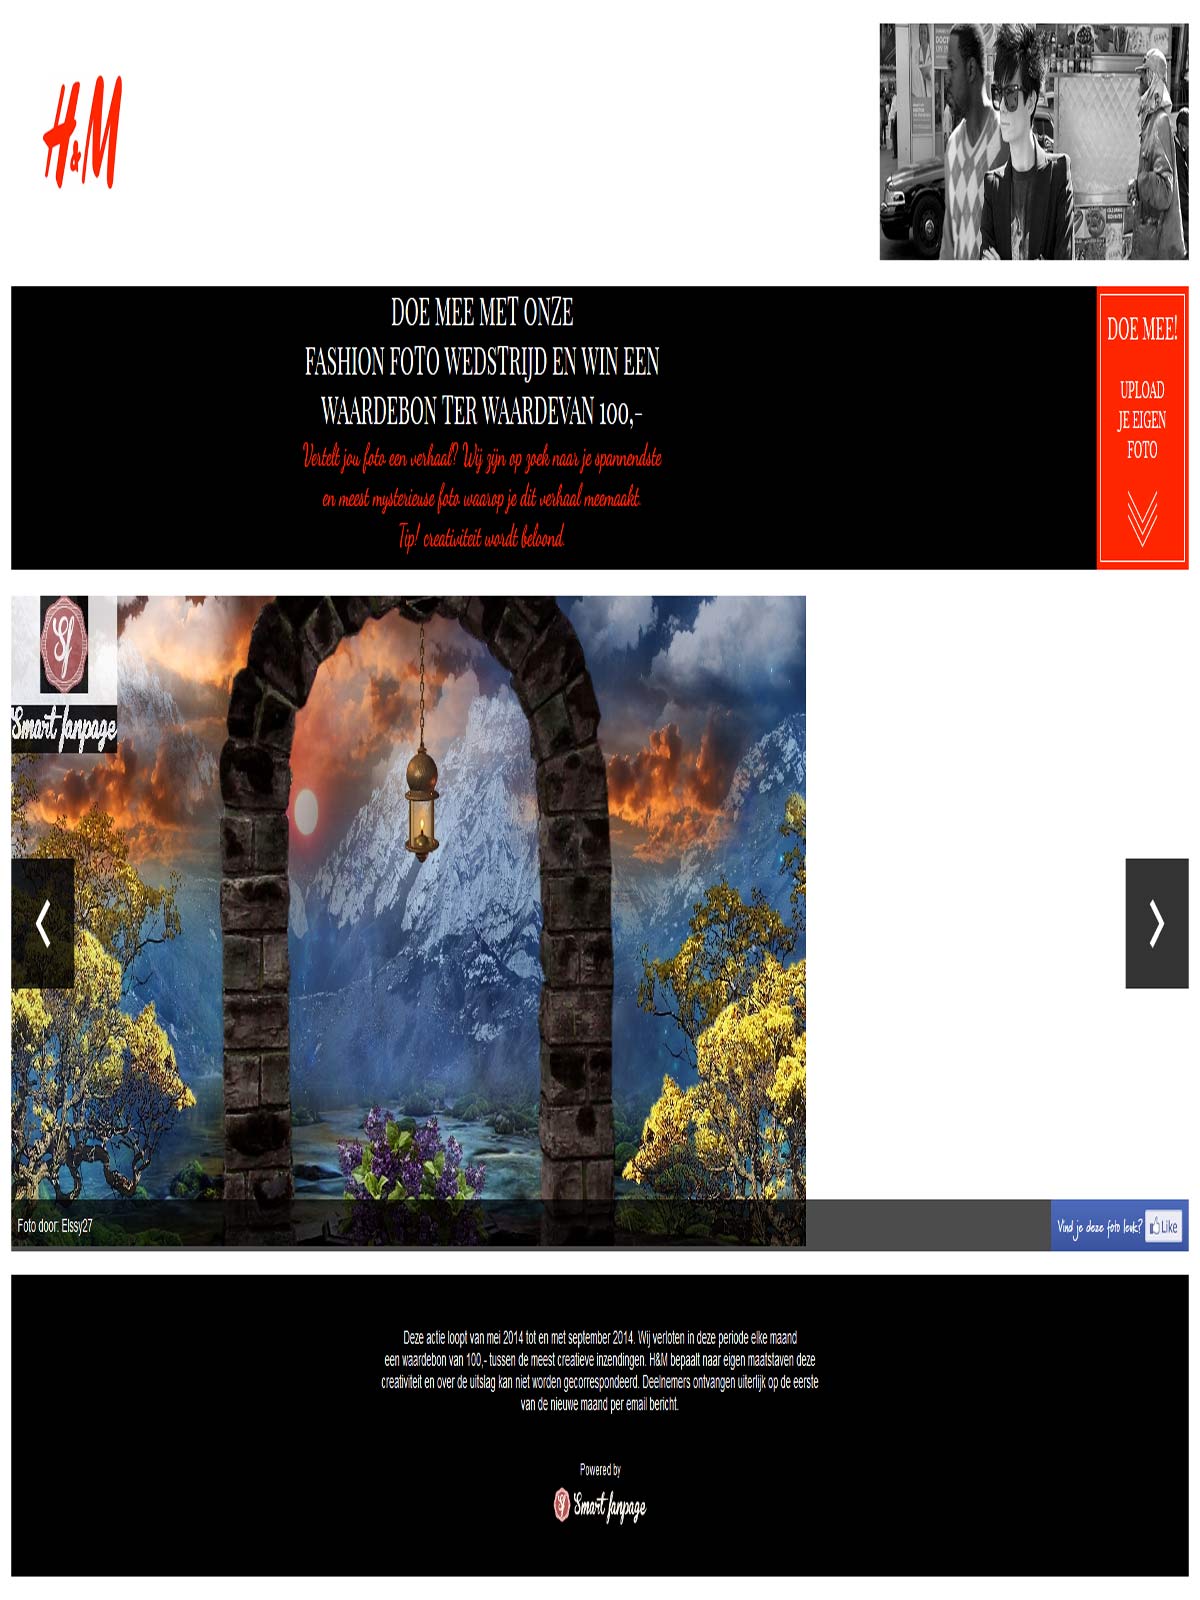 H&M
DOE MEE MET ONZE
FASHION FOTO WEDSTRIJD EN WIN EEN
WAARDEBON TER WAARDEVAN 100,-
Vertelt jou foto een verhaal? Wij zijn op zoek naar je spannendste
en meest mysterieuse foto waarop je dit verhaal meemaakt.
Tip! creativiteit wordt beloond.
DOE MEE!
UPLOAD
JE EIGEN
FOTO
Sf
Smart fanpage
Foto door: Elssy27
Vind je deze foto leuk?
Like
Deze actie loopt van mei 2014 tot en met september 2014. Wij verloten in deze periode elke maand
een waardebon van 100,- tussen de meest creatieve inzendingen. H&M bepaalt naar eigen maatstaven deze
creativiteit en over de uitslag kan niet worden gecorrespondeerd. Deelnemers ontvangen uiterlijk op de eerste
van de nieuwe maand per email bericht.
Powered by
Sf Smart fanpage